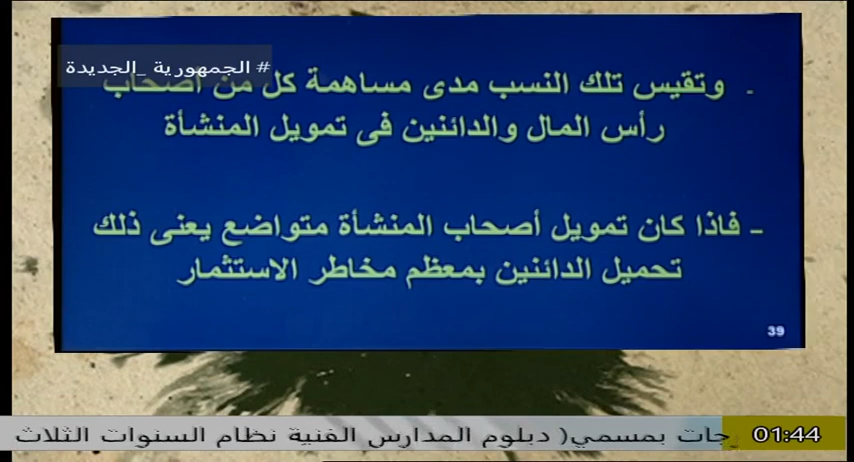 # الجمهورية _الجديدة
- وتقيس تلك النسب مدى مساهمة كل من أصحاب
رأس المال والدائنين فى تمويل المنشأة
- فاذا كان تمويل أصحاب المنشأة متواضع يعنى ذلك
تحميل الدائنين بمعظم مخاطر الاستثمار
39
رجات بمسمي( دبلوم المدارس الفنية نظام السنوات الثلاث
01:44